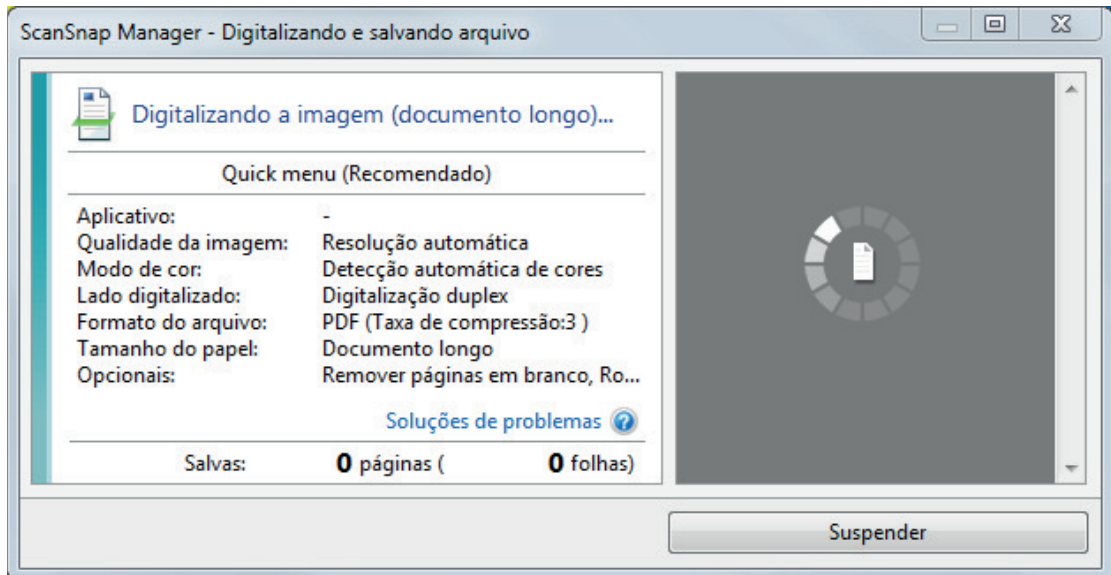 ScanSnap Manager - Digitalizando e salvando arquivo
Digitalizando a imagem (documento longo)...
Quick menu (Recomendado)
Aplicativo: -
Qualidade da imagem: Resolução automática
Modo de cor: Detecção automática de cores
Lado digitalizado: Digitalização duplex
Formato do arquivo: PDF (Taxa de compressão:3 )
Tamanho do papel: Documento longo
Opcionais: Remover páginas em branco, Ro...
Soluções de problemas
Salvas: 0 páginas ( 0 folhas)
Suspender